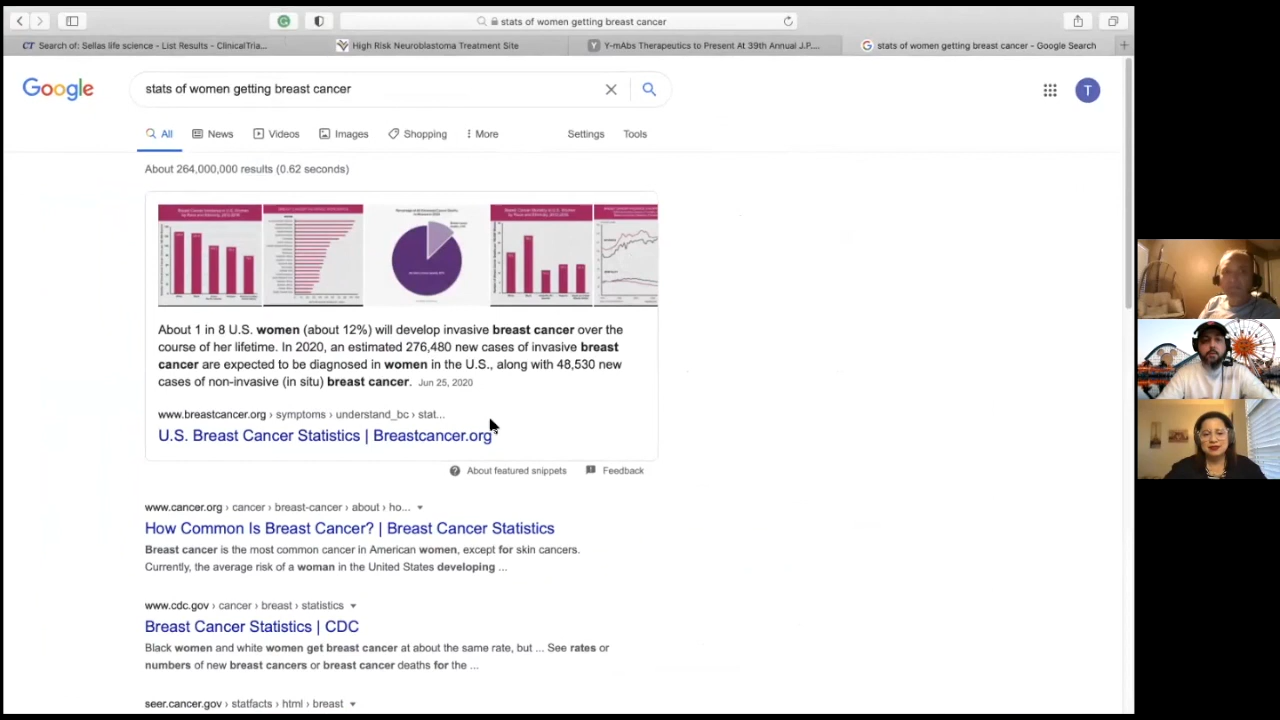 stats of women getting breast cancer
CT Search of: Sellas life science - List Results - ClinicalTria...
High Risk Neuroblastoma Treatment Site
Y Y-mAbs Therapeutics to Present At 39th Annual J.P....
stats of women getting breast cancer - Google Search
Google
stats of women getting breast cancer
T
All
News
Videos
Images
Shopping
More
Settings
Tools
About 264,000,000 results (0.62 seconds)
About 1 in 8 U.S. women (about 12%) will develop invasive breast cancer over the
course of her lifetime. In 2020, an estimated 276,480 new cases of invasive breast
cancer are expected to be diagnosed in women in the U.S., along with 48,530 new
cases of non-invasive (in situ) breast cancer. Jun 25, 2020
www.breastcancer.org › symptoms › understand_bc › stat...
U.S. Breast Cancer Statistics | Breastcancer.org
About featured snippets
Feedback
www.cancer.org › cancer › breast-cancer › about › ho...
How Common Is Breast Cancer? | Breast Cancer Statistics
Breast cancer is the most common cancer in American women, except for skin cancers.
Currently, the average risk of a woman in the United States developing ...
www.cdc.gov › cancer › breast › statistics
Breast Cancer Statistics | CDC
Black women and white women get breast cancer at about the same rate, but ... See rates or
numbers of new breast cancers or breast cancer deaths for the ...
seer.cancer.gov › statfacts › html › breast